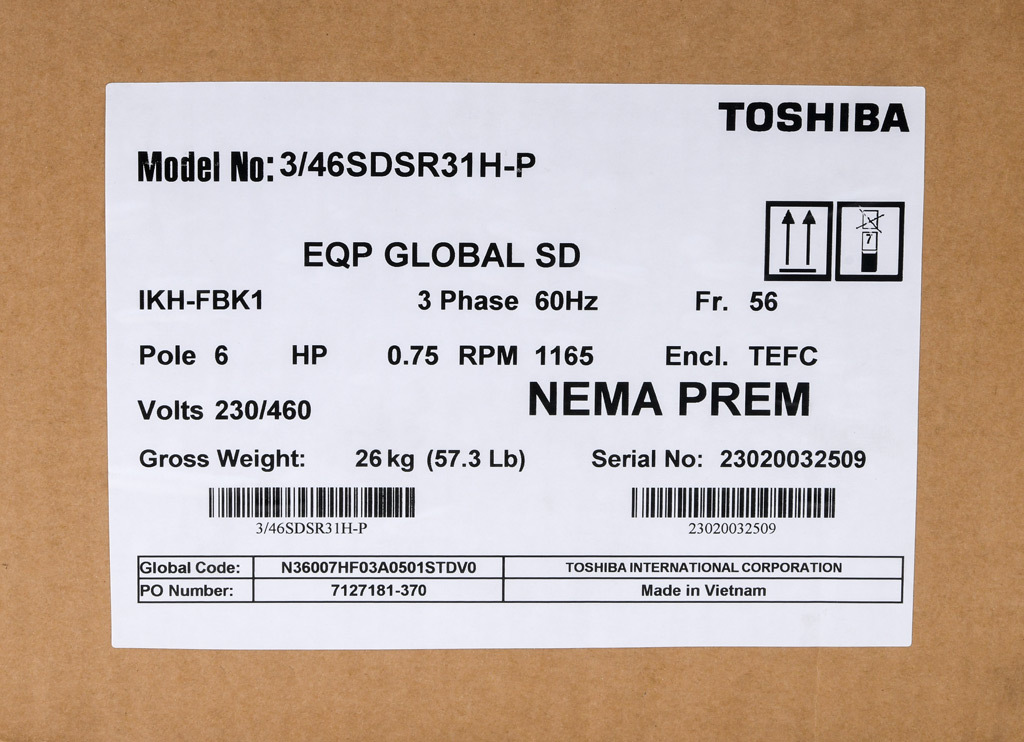 TOSHIBA
Model No: 3/46SDSR31H-P
EQP GLOBAL SD
7
IKH-FBK1 3 Phase 60Hz Fr. 56
Pole 6 HP 0.75 RPM 1165 Encl. TEFC
Volts 230/460 NEMA PREM
Gross Weight: 26 kg (57.3 Lb) Serial No: 23020032509
3/46SDSR31H-P 23020032509
Global Code: N36007HF03A0501STDV0 TOSHIBA INTERNATIONAL CORPORATION
PO Number: 7127181-370 Made in Vietnam